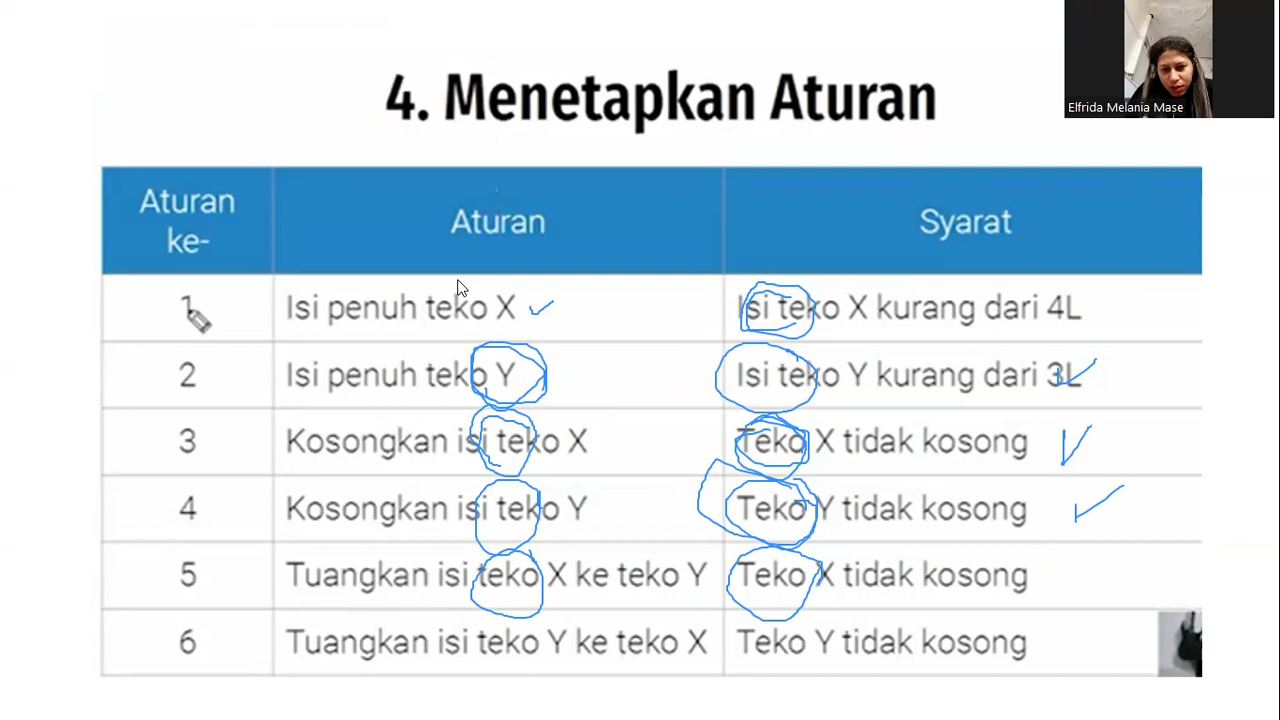 4. Menetapkan Aturan
Elfrida Melania Mase
Aturan ke- Aturan Syarat
1 Isi penuh teko X Isi teko X kurang dari 4L
2 Isi penuh teko Y Isi teko Y kurang dari 3L
3 Kosongkan isi teko X Teko X tidak kosong
4 Kosongkan isi teko Y Teko Y tidak kosong
5 Tuangkan isi teko X ke teko Y Teko X tidak kosong
6 Tuangkan isi teko Y ke teko X Teko Y tidak kosong